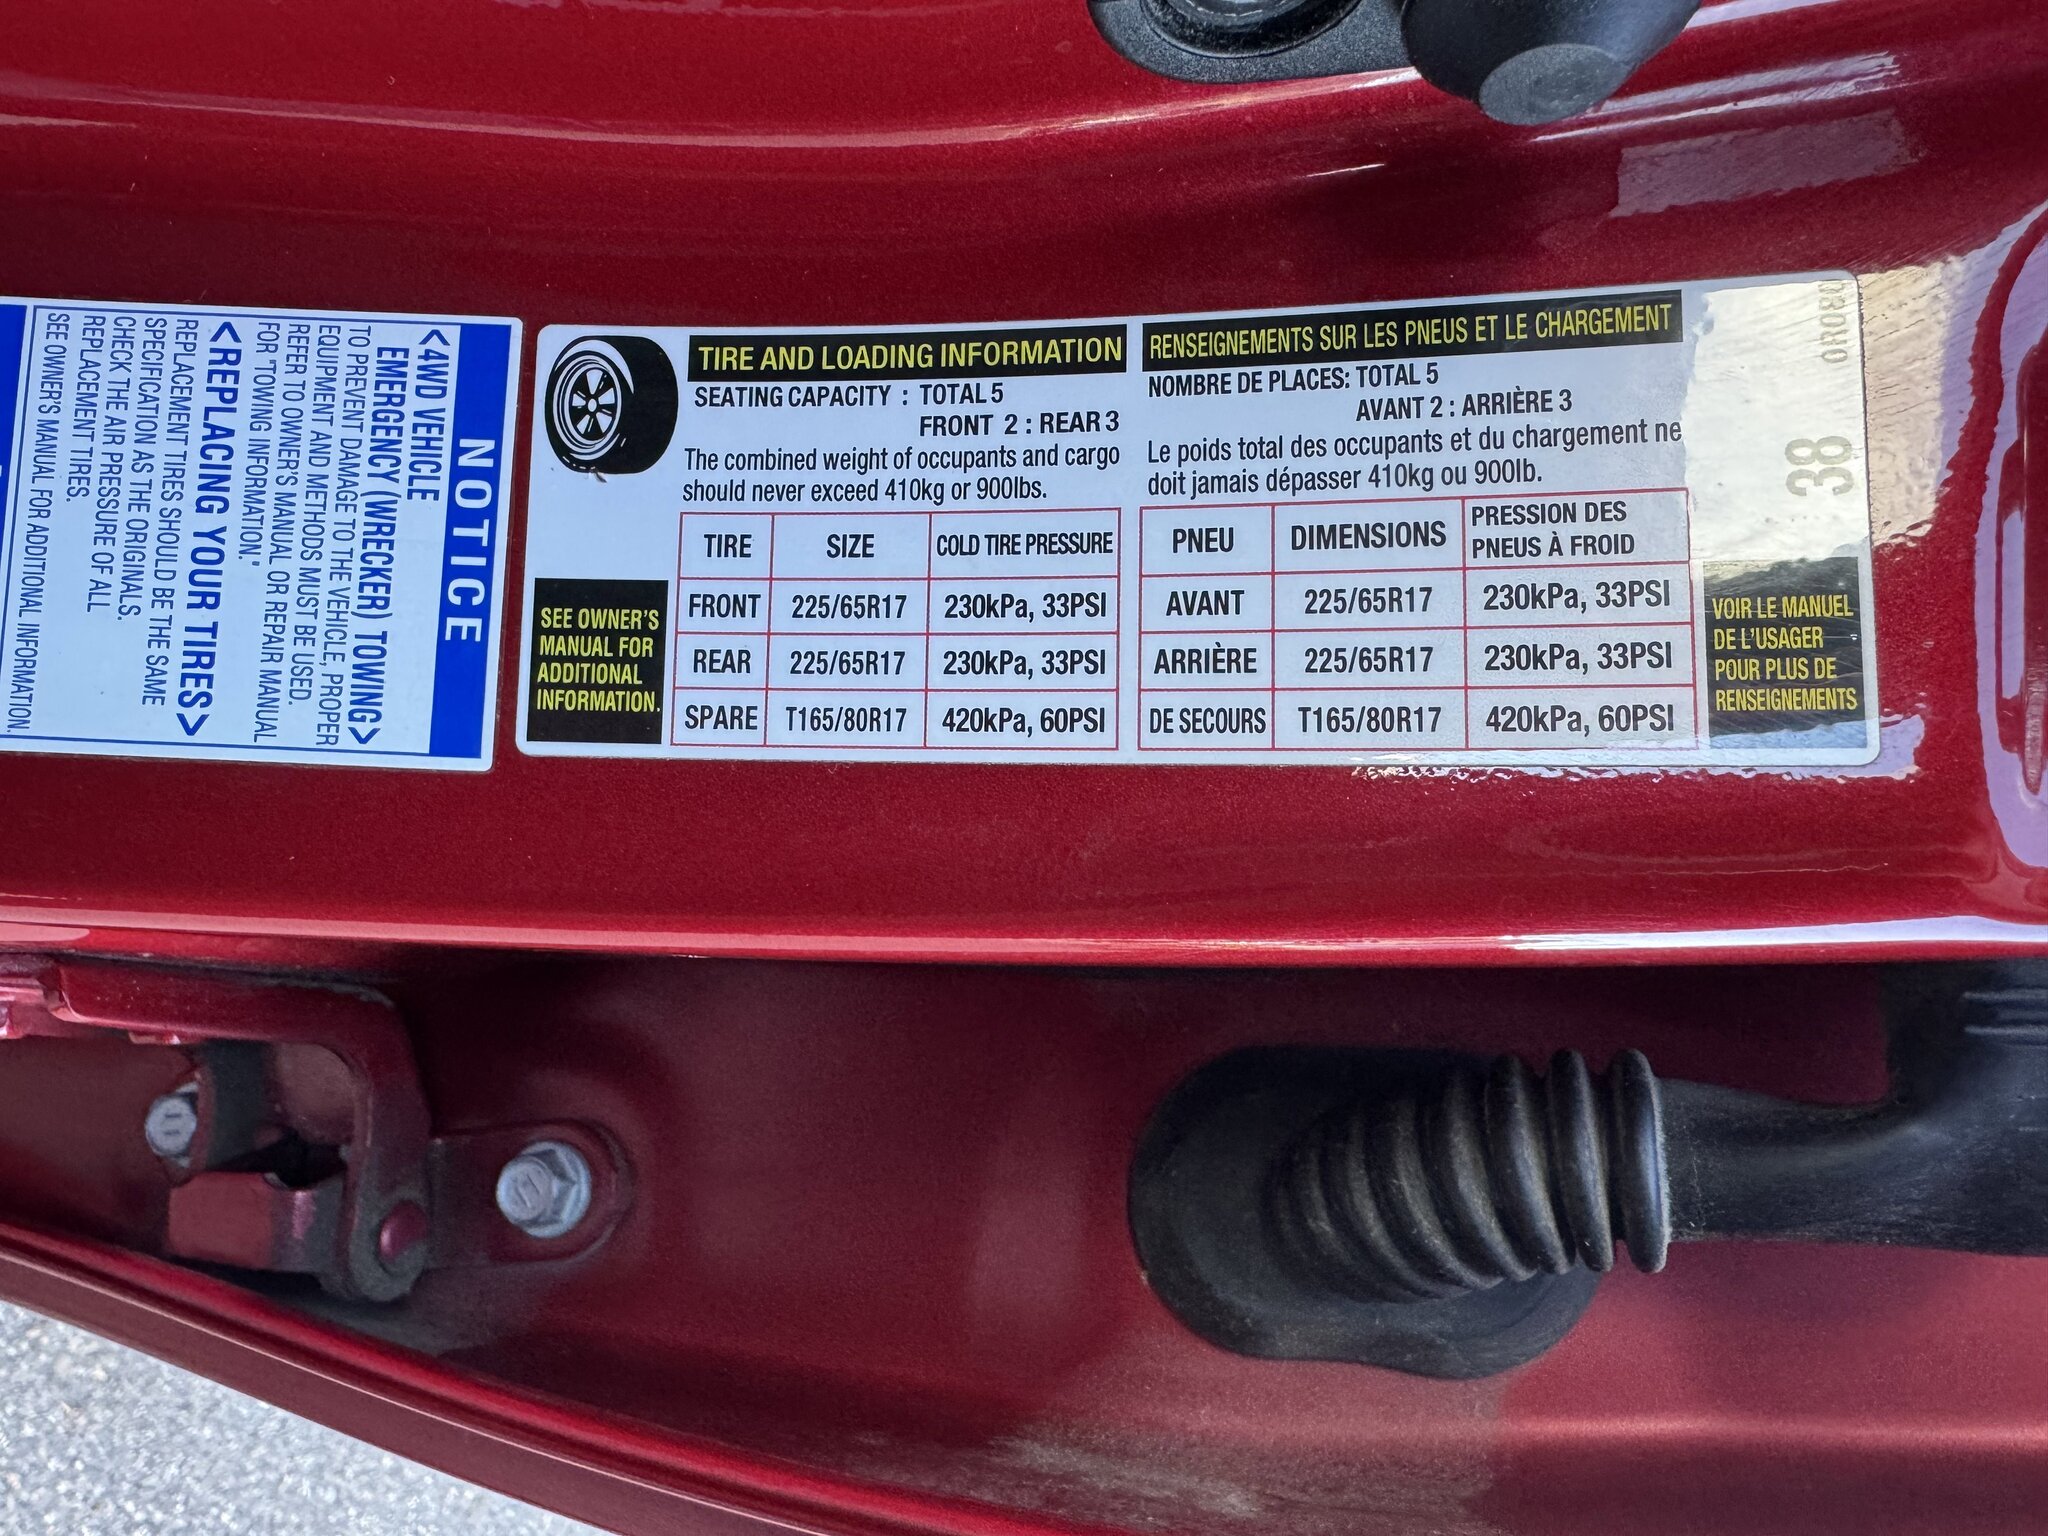 NOTICE
<4WD VEHICLE
EMERGENCY (WRECKER) TOWING>
TO PREVENT DAMAGE TO THE VEHICLE, PROPER
EQUIPMENT AND METHODS MUST BE USED.
REFER TO OWNER'S MANUAL OR REPAIR MANUAL
FOR "TOWING INFORMATION."
<REPLACING YOUR TIRES>
REPLACEMENT TIRES SHOULD BE THE SAME
SPECIFICATION AS THE ORIGINALS.
CHECK THE AIR PRESSURE OF ALL
REPLACEMENT TIRES.
SEE OWNER'S MANUAL FOR ADDITIONAL INFORMATION.
TIRE AND LOADING INFORMATION
SEATING CAPACITY : TOTAL 5
FRONT 2 : REAR 3
The combined weight of occupants and cargo
should never exceed 410kg or 900lbs.
TIRE SIZE COLD TIRE PRESSURE
FRONT 225/65R17 230kPa, 33PSI
REAR 225/65R17 230kPa, 33PSI
SPARE T165/80R17 420kPa, 60PSI
SEE OWNER'S
MANUAL FOR
ADDITIONAL
INFORMATION.
RENSEIGNEMENTS SUR LES PNEUS ET LE CHARGEMENT
NOMBRE DE PLACES: TOTAL 5
AVANT 2 : ARRIÈRE 3
Le poids total des occupants et du chargement ne
doit jamais dépasser 410kg ou 900lb.
PNEU DIMENSIONS PRESSION DES
PNEUS À FROID
AVANT 225/65R17 230kPa, 33PSI
ARRIÈRE 225/65R17 230kPa, 33PSI
DE SECOURS T165/80R17 420kPa, 60PSI
VOIR LE MANUEL
DE L'USAGER
POUR PLUS DE
RENSEIGNEMENTS
38
38